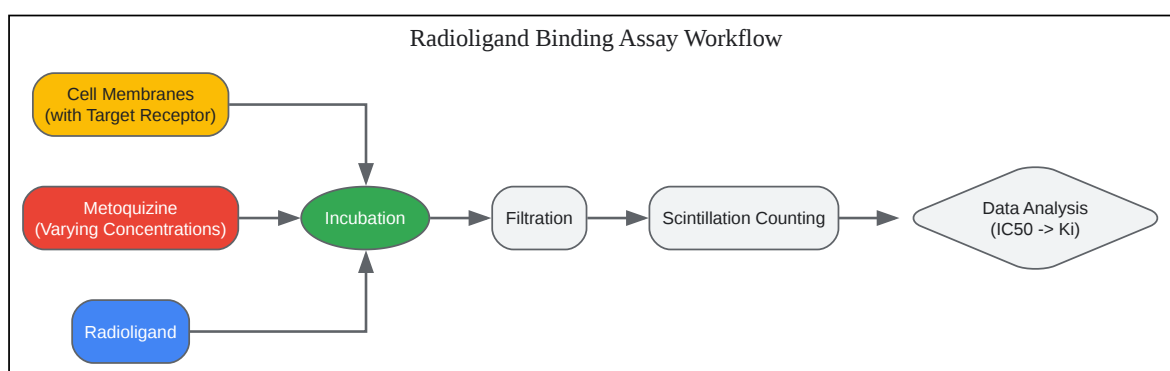 Radioligand Binding Assay Workflow
Cell Membranes
(with Target Receptor)
Metoquizine
(Varying Concentrations)
Radioligand
Incubation
Filtration
Scintillation Counting
Data Analysis
(IC50 -> Ki)